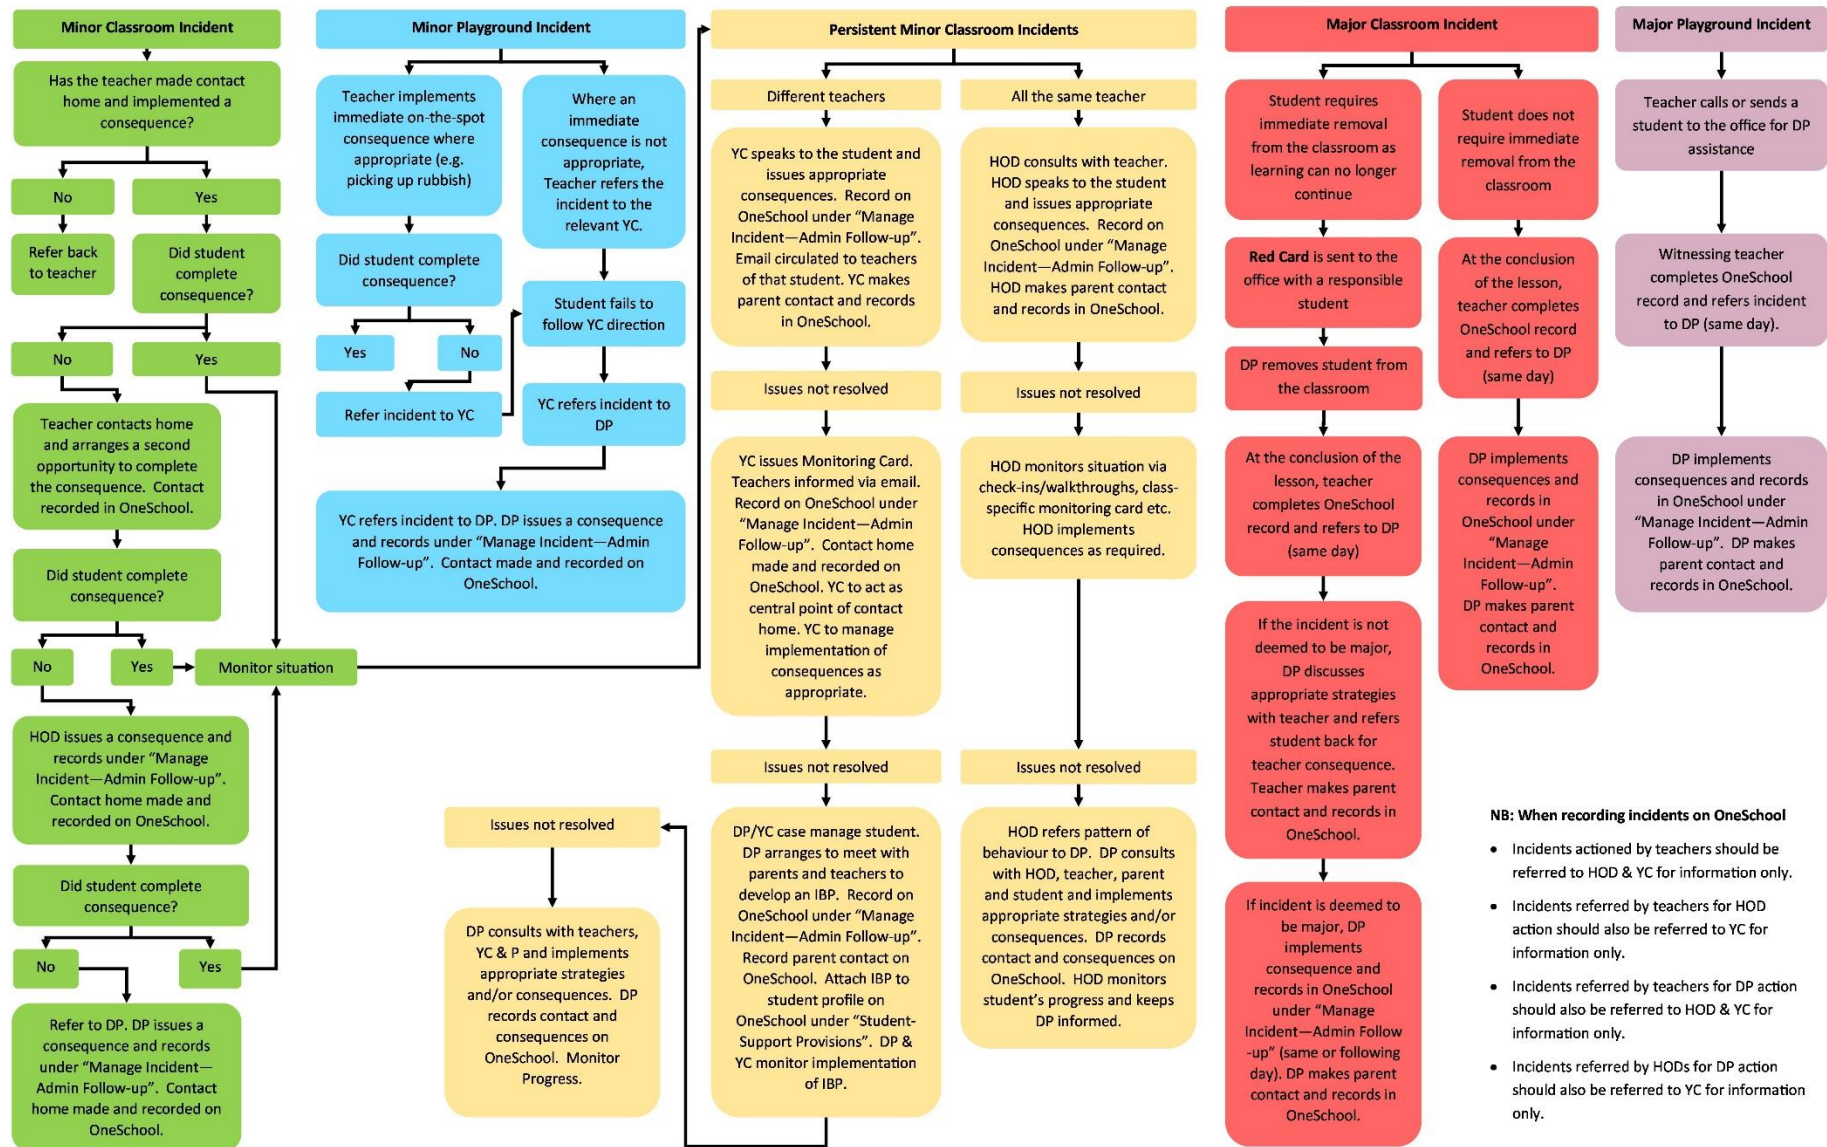 Minor Classroom Incident
Has the teacher made contact
home and implemented a
consequence?
No
Yes
Refer back
to teacher
Did student
complete
consequence?
No
Yes
Teacher contacts home
and arranges a second
opportunity to complete
the consequence.  Contact
recorded in OneSchool.
Did student complete
consequence?
No
Yes
Monitor situation
HOD issues a consequence and
records under “Manage
Incident—Admin Follow-up”.
Contact home made and
recorded on OneSchool.
Did student complete
consequence?
No
Yes
Refer to DP. DP issues a
consequence and records
under “Manage Incident—
Admin Follow-up”.  Contact
home made and recorded on
OneSchool.
Minor Playground Incident
Teacher implements
immediate on-the-spot
consequence where
appropriate (e.g.
picking up rubbish)
Did student complete
consequence?
Yes
No
Refer incident to YC
Where an
immediate
consequence is not
appropriate,
Teacher refers the
incident to the
relevant YC.
Student fails to
follow YC direction
YC refers incident to
DP
YC refers incident to DP. DP issues a consequence
and records under “Manage Incident—Admin
Follow-up”.  Contact made and recorded on
OneSchool.
Persistent Minor Classroom Incidents
Different teachers
YC speaks to the student and
issues appropriate
consequences.  Record on
OneSchool under “Manage
Incident—Admin Follow-up”.
Email circulated to teachers
of that student. YC makes
parent contact and records
in OneSchool.
Issues not resolved
YC issues Monitoring Card.
Teachers informed via email.
Record on OneSchool under
“Manage Incident—Admin
Follow-up”.  Contact home
made and recorded on
OneSchool. YC to act as
central point of contact
home. YC to manage
implementation of
consequences as
appropriate.
Issues not resolved
DP/YC case manage student.
DP arranges to meet with
parents and teachers to
develop an IBP.  Record on
OneSchool under “Manage
Incident—Admin Follow-up”.
Record parent contact on
OneSchool.  Attach IBP to
student profile on
OneSchool under “Student-
Support Provisions”.  DP &
YC monitor implementation
of IBP.
Issues not resolved
DP consults with teachers,
YC & P and implements
appropriate strategies
and/or consequences.  DP
records contact and
consequences on
OneSchool.  Monitor
Progress.
All the same teacher
HOD consults with teacher.
HOD speaks to the student
and issues appropriate
consequences.  Record on
OneSchool under “Manage
Incident—Admin Follow-up”.
HOD makes parent contact
and records in OneSchool.
Issues not resolved
HOD monitors situation via
check-ins/walkthroughs, class-
specific monitoring card etc.
HOD implements
consequences as required.
Issues not resolved
HOD refers pattern of
behaviour to DP.  DP consults
with HOD, teacher, parent
and student and implements
appropriate strategies and/or
consequences.  DP records
contact and consequences on
OneSchool.  HOD monitors
student’s progress and keeps
DP informed.
Major Classroom Incident
Student requires
immediate removal
from the classroom as
learning can no longer
continue
Red Card is sent to the
office with a responsible
student
DP removes student from
the classroom
At the conclusion of the
lesson, teacher
completes OneSchool
record and refers to DP
(same day)
If the incident is not
deemed to be major,
DP discusses
appropriate strategies
with teacher and refers
student back for
teacher consequence.
Teacher makes parent
contact and records in
OneSchool.
If incident is deemed to
be major, DP
implements
consequence and
records in OneSchool
under “Manage
Incident—Admin Follow
-up” (same or following
day). DP makes parent
contact and records in
OneSchool.
Student does not
require immediate
removal from the
classroom
At the conclusion of
the lesson, teacher
completes
OneSchool record
and refers to DP
(same day)
DP implements
consequences and
records in
OneSchool under
“Manage
Incident—Admin
Follow-up”.
DP makes parent
contact and
records in
OneSchool.
Major Playground Incident
Teacher calls or sends a
student to the office for DP
assistance
Witnessing teacher
completes OneSchool
record and refers incident
to DP (same day).
DP implements
consequences and records
in OneSchool under
“Manage Incident—Admin
Follow-up”.  DP makes
parent contact and
records in OneSchool.
NB: When recording incidents on OneSchool
• Incidents actioned by teachers should be
referred to HOD & YC for information only.
• Incidents referred by teachers for HOD
action should also be referred to YC for
information only.
• Incidents referred by teachers for DP action
should also be referred to HOD & YC for
information only.
• Incidents referred by HODs for DP action
should also be referred to YC for information
only.